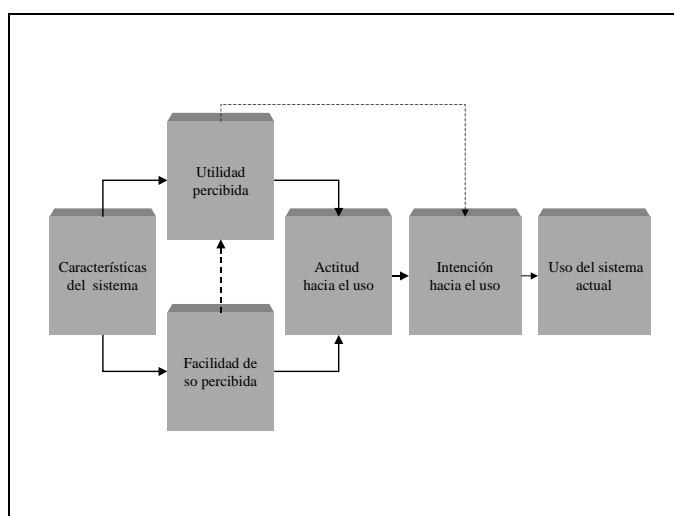 Utilidad
percibida
Características
del sistema
Actitud
hacia el uso
Intención
hacia el uso
Uso del sistema
actual
Facilidad de
so percibida